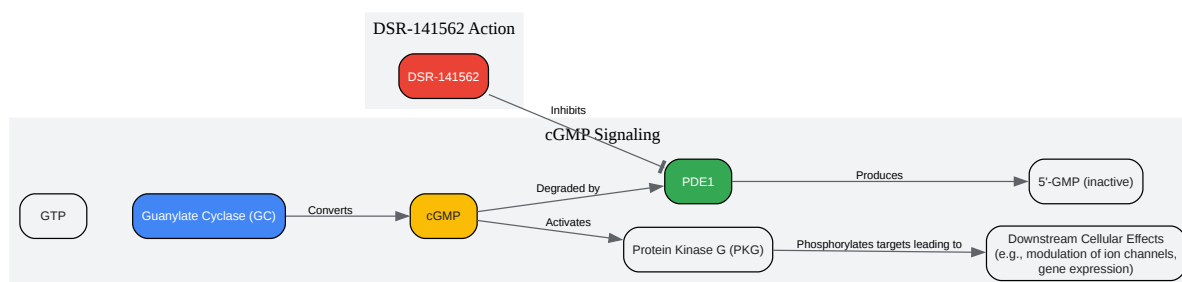 DSR-141562 Action
DSR-141562
Inhibits
cGMP Signaling
GTP
Guanylate Cyclase (GC)
Converts
cGMP
Degraded by
PDE1
Produces
5'-GMP (inactive)
Activates
Protein Kinase G (PKG)
Phosphorylates targets leading to
Downstream Cellular Effects
(e.g., modulation of ion channels,
gene expression)